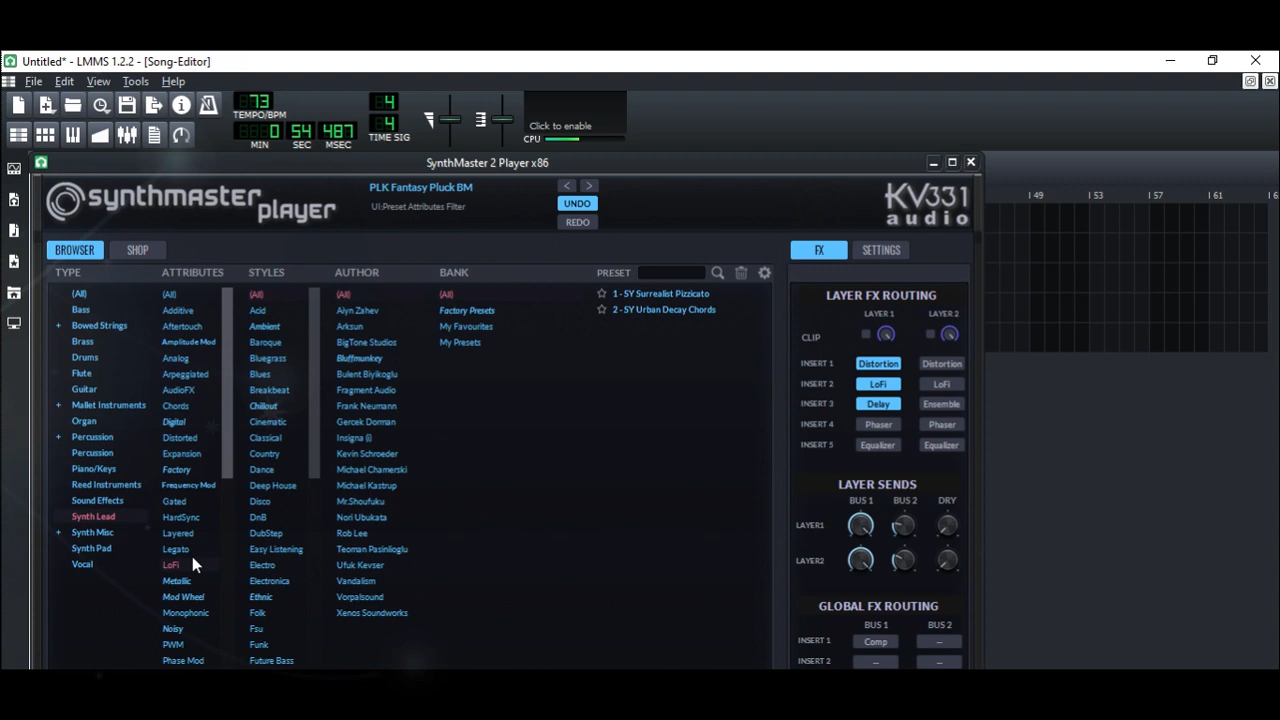 Untitled* - LMMS 1.2.2 - [Song-Editor]
File Edit View Tools Help
73
TEMPO/BPM
4
4
TIME SIG
0 54 487
MIN SEC MSEC
Click to enable
CPU
SynthMaster 2 Player x86
synthmaster player
PLK Fantasy Pluck BM
UI:Preset Attributes Filter
< >
UNDO
REDO
KV331 audio
49 53 57 61 6
BROWSER SHOP
FX SETTINGS
TYPE
(All)
Bass
+ Bowed Strings
Brass
Drums
Flute
Guitar
+ Mallet Instruments
Organ
+ Percussion
Percussion
Piano/Keys
Reed Instruments
Sound Effects
Synth Lead
+ Synth Misc
Synth Pad
Vocal
ATTRIBUTES
(All)
Additive
Aftertouch
Amplitude Mod
Analog
Arpeggiated
AudioFX
Chords
Digital
Distorted
Expansion
Factory
Frequency Mod
Gated
HardSync
Layered
Legato
LoFi
Metallic
Mod Wheel
Monophonic
Noisy
PWM
Phase Mod
STYLES
(All)
Acid
Ambient
Baroque
Bluegrass
Blues
Breakbeat
Chillout
Cinematic
Classical
Country
Dance
Deep House
Disco
DnB
DubStep
Easy Listening
Electro
Electronica
Ethnic
Folk
Fsu
Funk
Future Bass
AUTHOR
(All)
Aiyn Zahev
Arksun
BigTone Studios
Bluffmunkey
Bulent Biyikoglu
Fragment Audio
Frank Neumann
Gercek Dorman
Insigna (i)
Kevin Schroeder
Michael Chamerski
Michael Kastrup
Mr.Shoufuku
Nori Ubukata
Rob Lee
Teoman Pasinlioglu
Ufuk Kevser
Vandalism
Vorpalsound
Xenos Soundworks
BANK
(All)
Factory Presets
My Favourites
My Presets
PRESET
1 - SY Surrealist Pizzicato
2 - SY Urban Decay Chords
LAYER FX ROUTING
LAYER 1 LAYER 2
CLIP
INSERT 1 Distortion Distortion
INSERT 2 LoFi LoFi
INSERT 3 Delay Ensemble
INSERT 4 Phaser Phaser
INSERT 5 Equalizer Equalizer
LAYER SENDS
BUS 1 BUS 2 DRY
LAYER1
LAYER2
GLOBAL FX ROUTING
BUS 1 BUS 2
INSERT 1 Comp --
INSERT 2 -- --